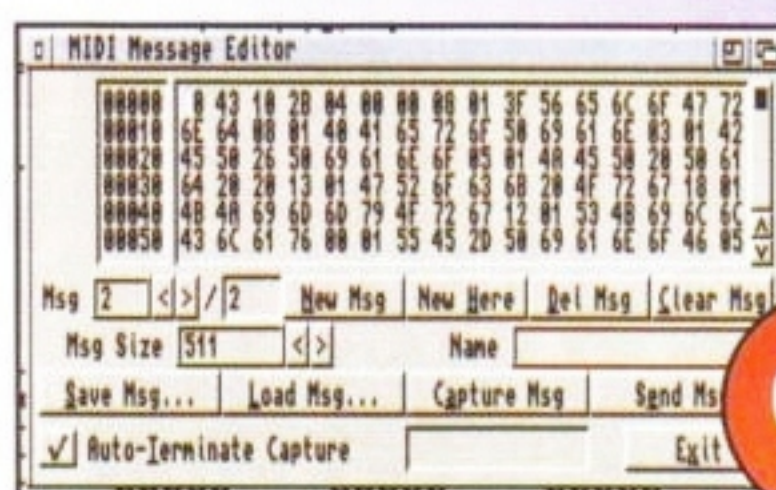 MIDI Message Editor
00000 0 43 10 2B 04 00 00 0B 01 3F 56 65 6C 6F 47 72
00010 6E 64 0B 01 40 41 65 72 6F 50 69 61 6E 03 01 42
00020 45 50 26 50 69 61 6E 6F 05 01 4A 45 50 20 50 61
00030 64 20 20 13 01 47 52 6F 63 6B 20 4F 72 67 18 01
00040 4B 4A 69 6D 6D 79 4F 72 67 12 01 53 4B 69 6C 6C
00050 43 6C 61 76 00 01 55 45 2D 50 69 61 6E 6F 46 05
Msg 2 < > / 2 New Msg New Here Del Msg Clear Msg
Msg Size 511 < > Name
Save Msg... Load Msg... Capture Msg Send Ms
Auto-Terminate Capture Exit